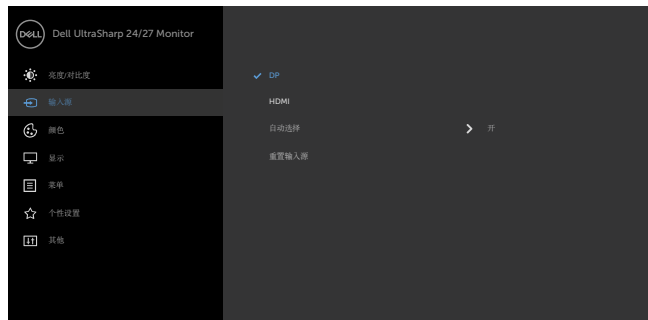 DELL
Dell UltraSharp 24/27 Monitor
亮度/对比度
输入源
颜色
显示
菜单
个性设置
其他
DP
HDMI
自动选择 开
重置输入源